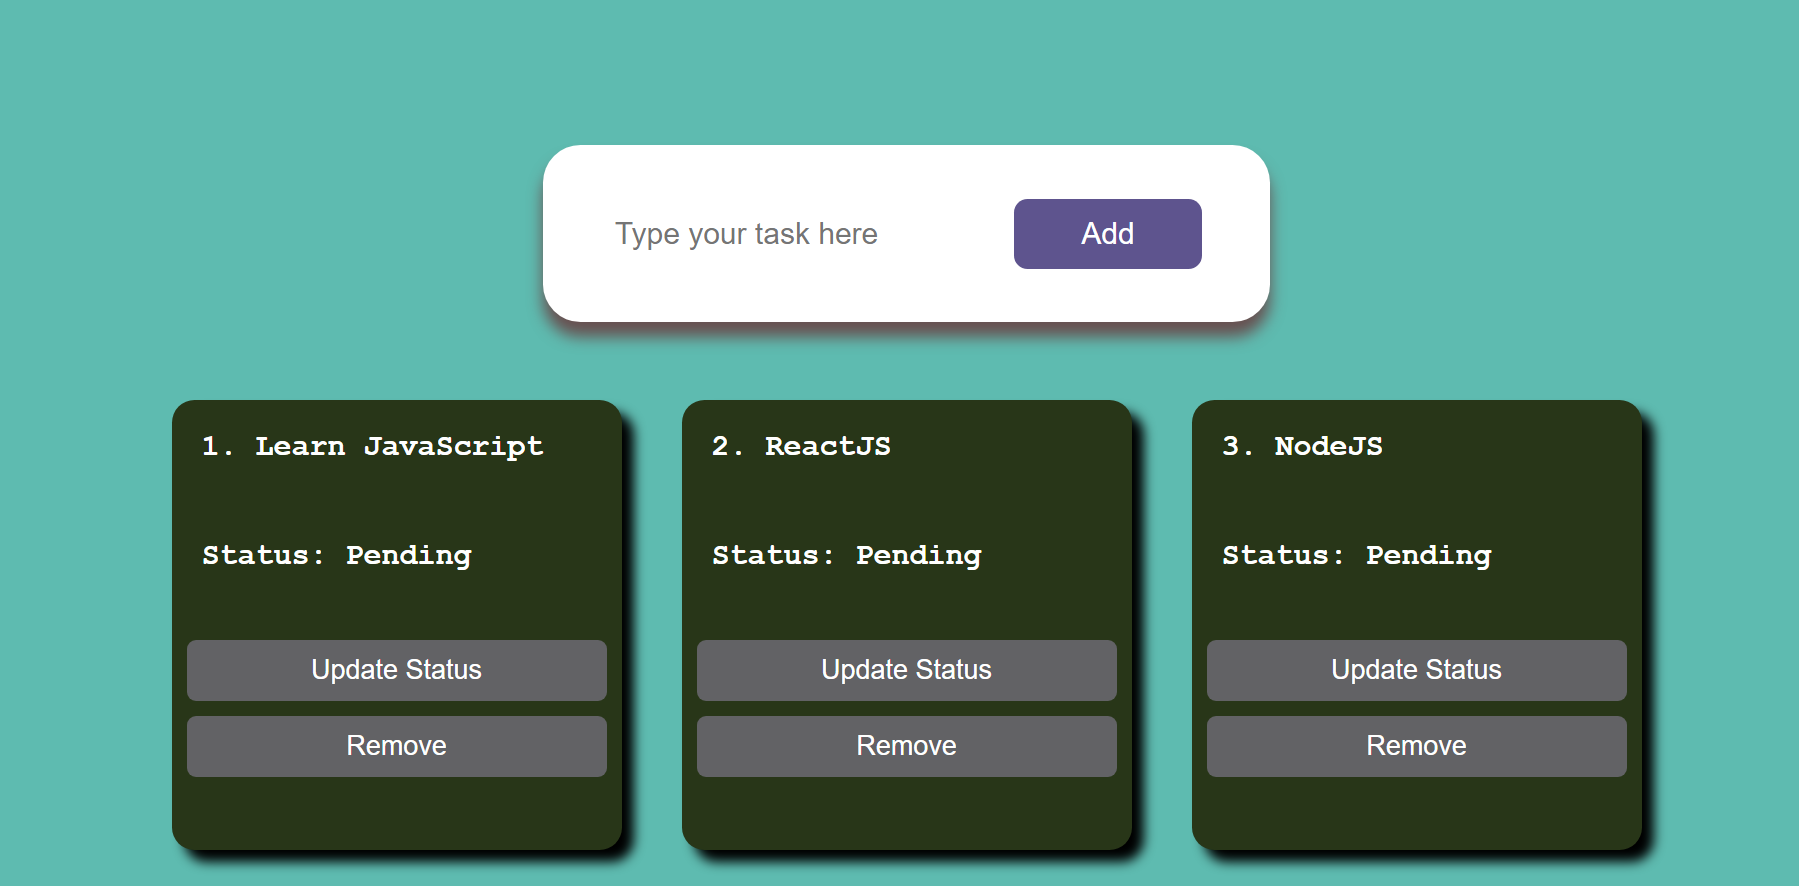 Type your task here
Add
1. Learn JavaScript
Status: Pending
Update Status
Remove
2. ReactJS
Status: Pending
Update Status
Remove
3. NodeJS
Status: Pending
Update Status
Remove